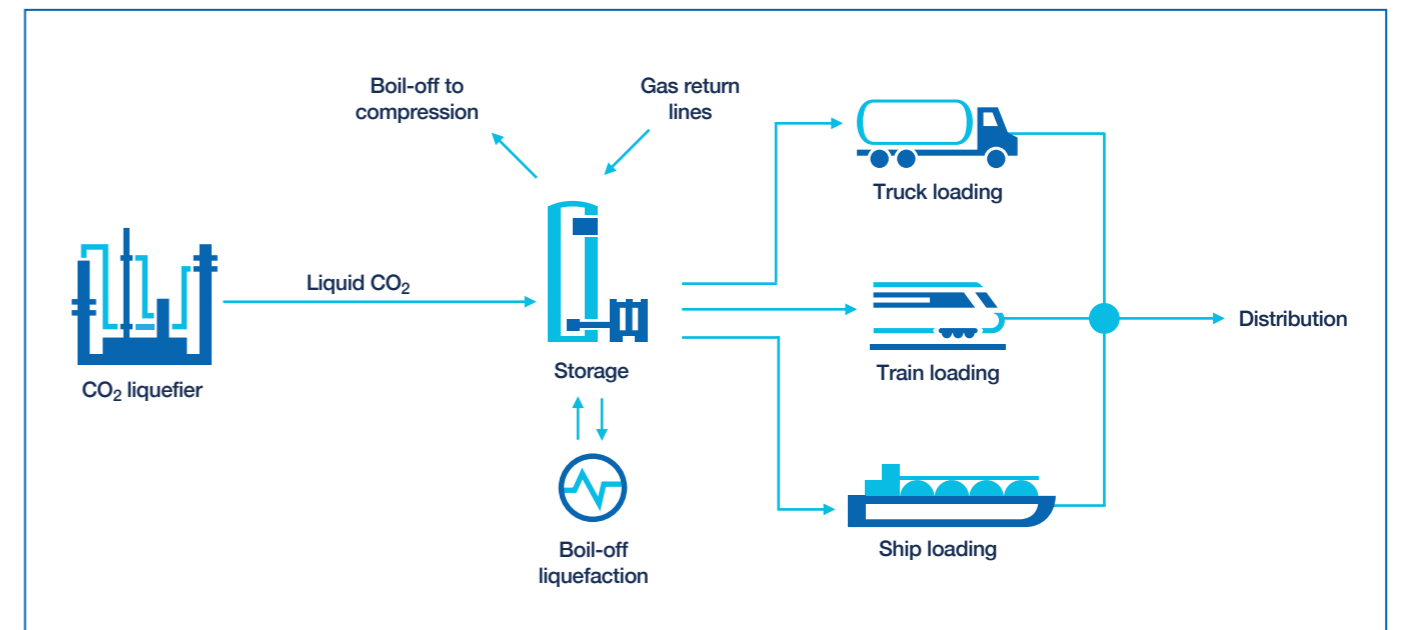 Boil-off to
compression
Gas return
lines
Truck loading
Liquid CO₂
CO₂ liquefier
Storage
Train loading
Distribution
Boil-off
liquefaction
Ship loading